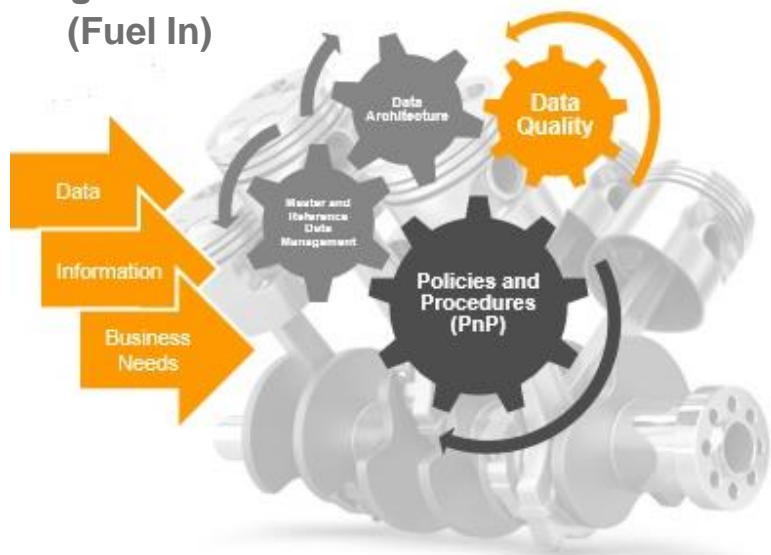 (Fuel In)
Data
Architecture
Data
Quality
Data
Master and
Reference
Data
Management
Information
Policies and
Procedures
(PnP)
Business
Needs